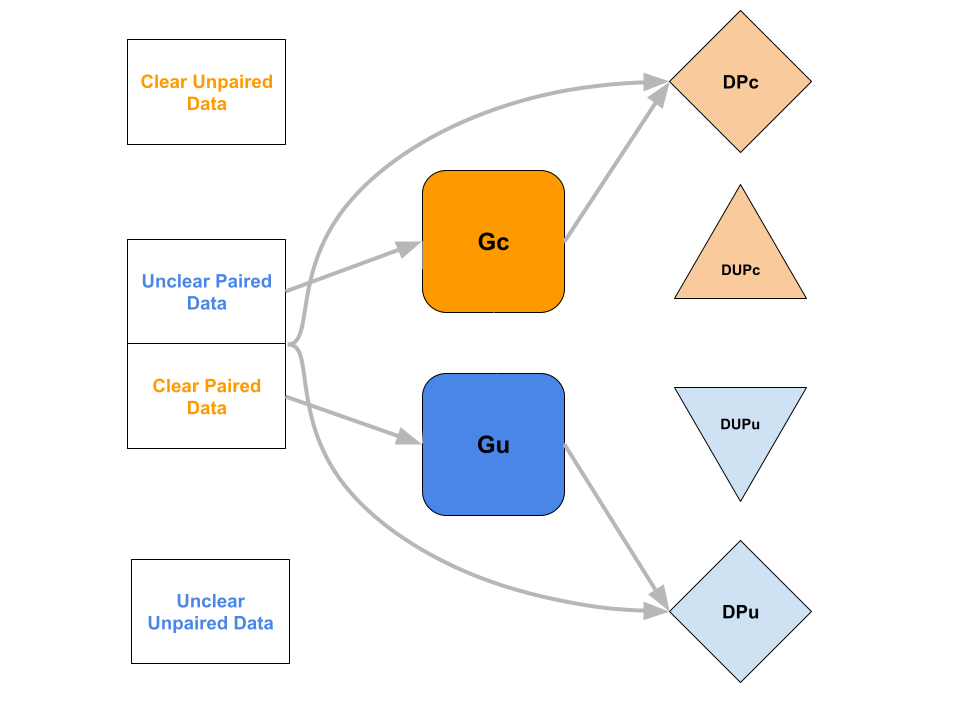 Clear Unpaired
Data
DPc
Gc
Unclear Paired
Data
DUPc
Clear Paired
Data
Gu
DUPu
Unclear
Unpaired Data
DPu